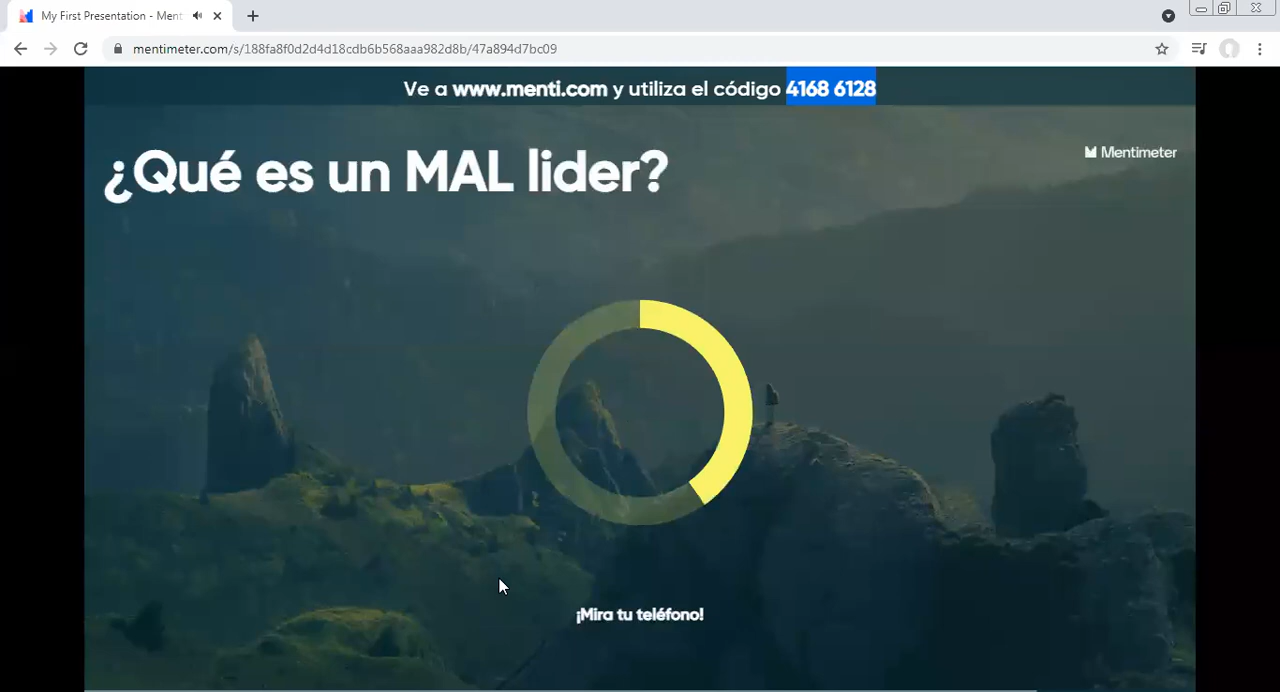 My First Presentation - Ment
mentimeter.com/s/188fa8f0d2d4d18cdb6b568aaa982d8b/47a894d7bc09
Ve a www.menti.com y utiliza el código 4168 6128
¿Qué es un MAL lider?
Mentimeter
¡Mira tu teléfono!